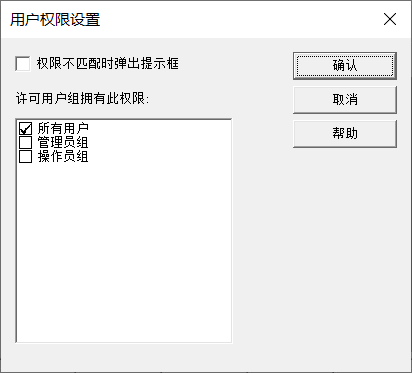 用户权限设置
权限不匹配时弹出提示框
确认
许可用户组拥有此权限:
取消
所有用户
帮助
管理员组
操作员组